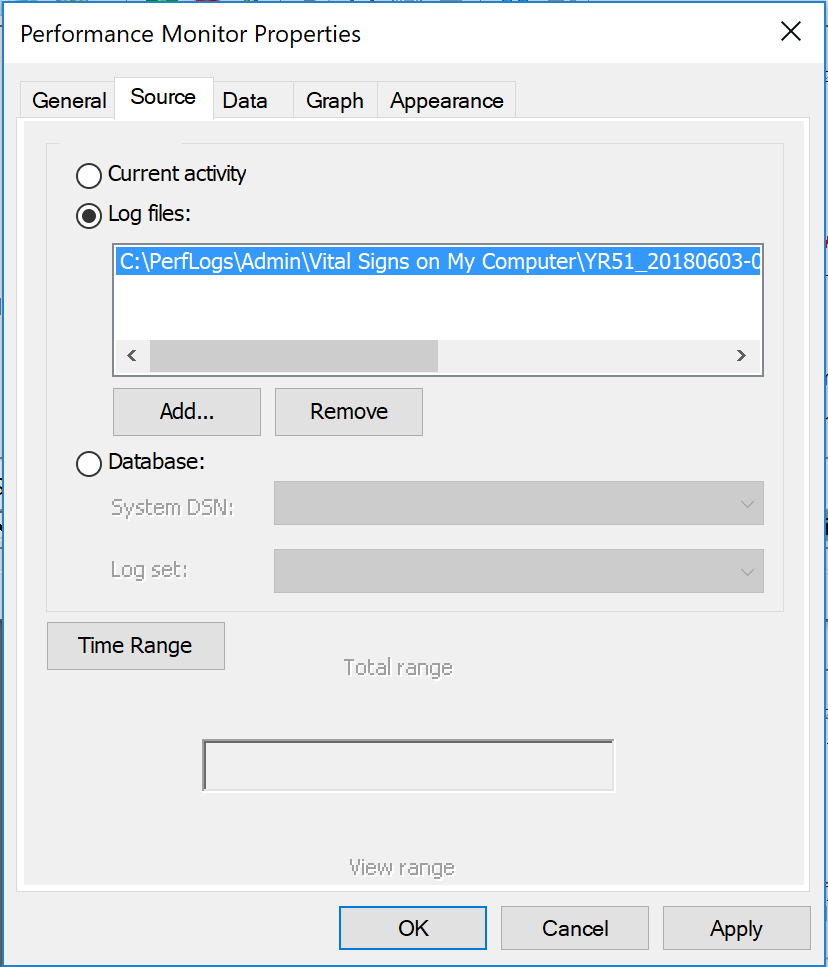 Performance Monitor Properties
General Source Data Graph Appearance
Current activity
Log files:
C:\PerfLogs\Admin\Vital Signs on My Computer\YR51_20180603-0
Add... Remove
Database:
System DSN:
Log set:
Time Range
Total range
View range
OK Cancel Apply